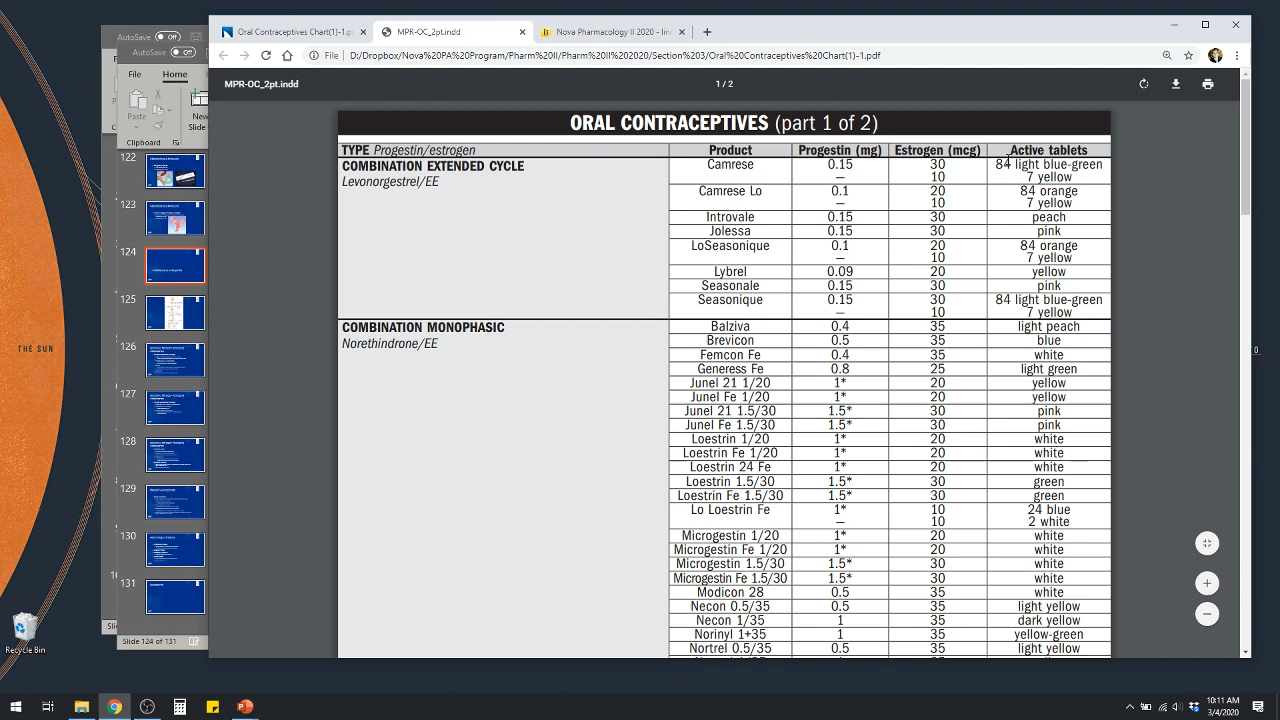 THE SUN
Recycle Bin
AutoSave Off
AutoSave Off
File Home
Paste
New
Slide
Clipboard
122
123
124
125
126
127
128
129
130
131
Slide 124 of 131
Oral Contraceptives Chart(1)-1.p
MPR-OC_2pt.indd
Nova Pharmacology II 2020 - lin
File D:/Dropbox/Nova%20PA%20Program/Pharm%20II/Pharm%20II%202020/Section%203/Oral%20Contraceptives%20Chart(1)-1.pdf
MPR-OC_2pt.indd
1 / 2
ORAL CONTRACEPTIVES (part 1 of 2)
TYPE Progestin/estrogen Product Progestin (mg) Estrogen (mcg) Active tablets
COMBINATION EXTENDED CYCLE Camrese 0.15 30 84 light blue-green
— 10 7 yellow
Levonorgestrel/EE
Camrese Lo 0.1 20 84 orange
— 10 7 yellow
Introvale 0.15 30 peach
Jolessa 0.15 30 pink
LoSeasonique 0.1 20 84 orange
— 10 7 yellow
Lybrel 0.09 20 yellow
Seasonale 0.15 30 pink
Seasonique 0.15 30 84 light blue-green
— 10 7 yellow
COMBINATION MONOPHASIC Balziva 0.4 35 light peach
Norethindrone/EE Brevicon 0.5 35 blue
Femcon Fe 0.4 35 white
Generess Fe 0.8 25 light green
Junel 21 1/20 1* 20 yellow
Junel Fe 1/20 1* 20 yellow
Junel 21 1.5/30 1.5* 30 pink
Junel Fe 1.5/30 1.5* 30 pink
Loestrin 1/20 1* 20 white
Loestrin Fe 1/20 1* 20 white
Loestrin 24 Fe 1* 20 white
Loestrin 1.5/30 1.5* 30 green
Loestrin Fe 1.5/30 1.5* 30 green
Lo Loestrin Fe 1* 10 24 blue
— 10 2 white
Microgestin 1/20 1* 20 white
Microgestin Fe 1/20 1* 20 white
Microgestin 1.5/30 1.5* 30 white
Microgestin Fe 1.5/30 1.5* 30 white
Modicon 28 0.5 35 white
Necon 0.5/35 0.5 35 light yellow
Necon 1/35 1 35 dark yellow
Norinyl 1+35 1 35 yellow-green
Nortrel 0.5/35 0.5 35 light yellow
10:11 AM
3/4/2020